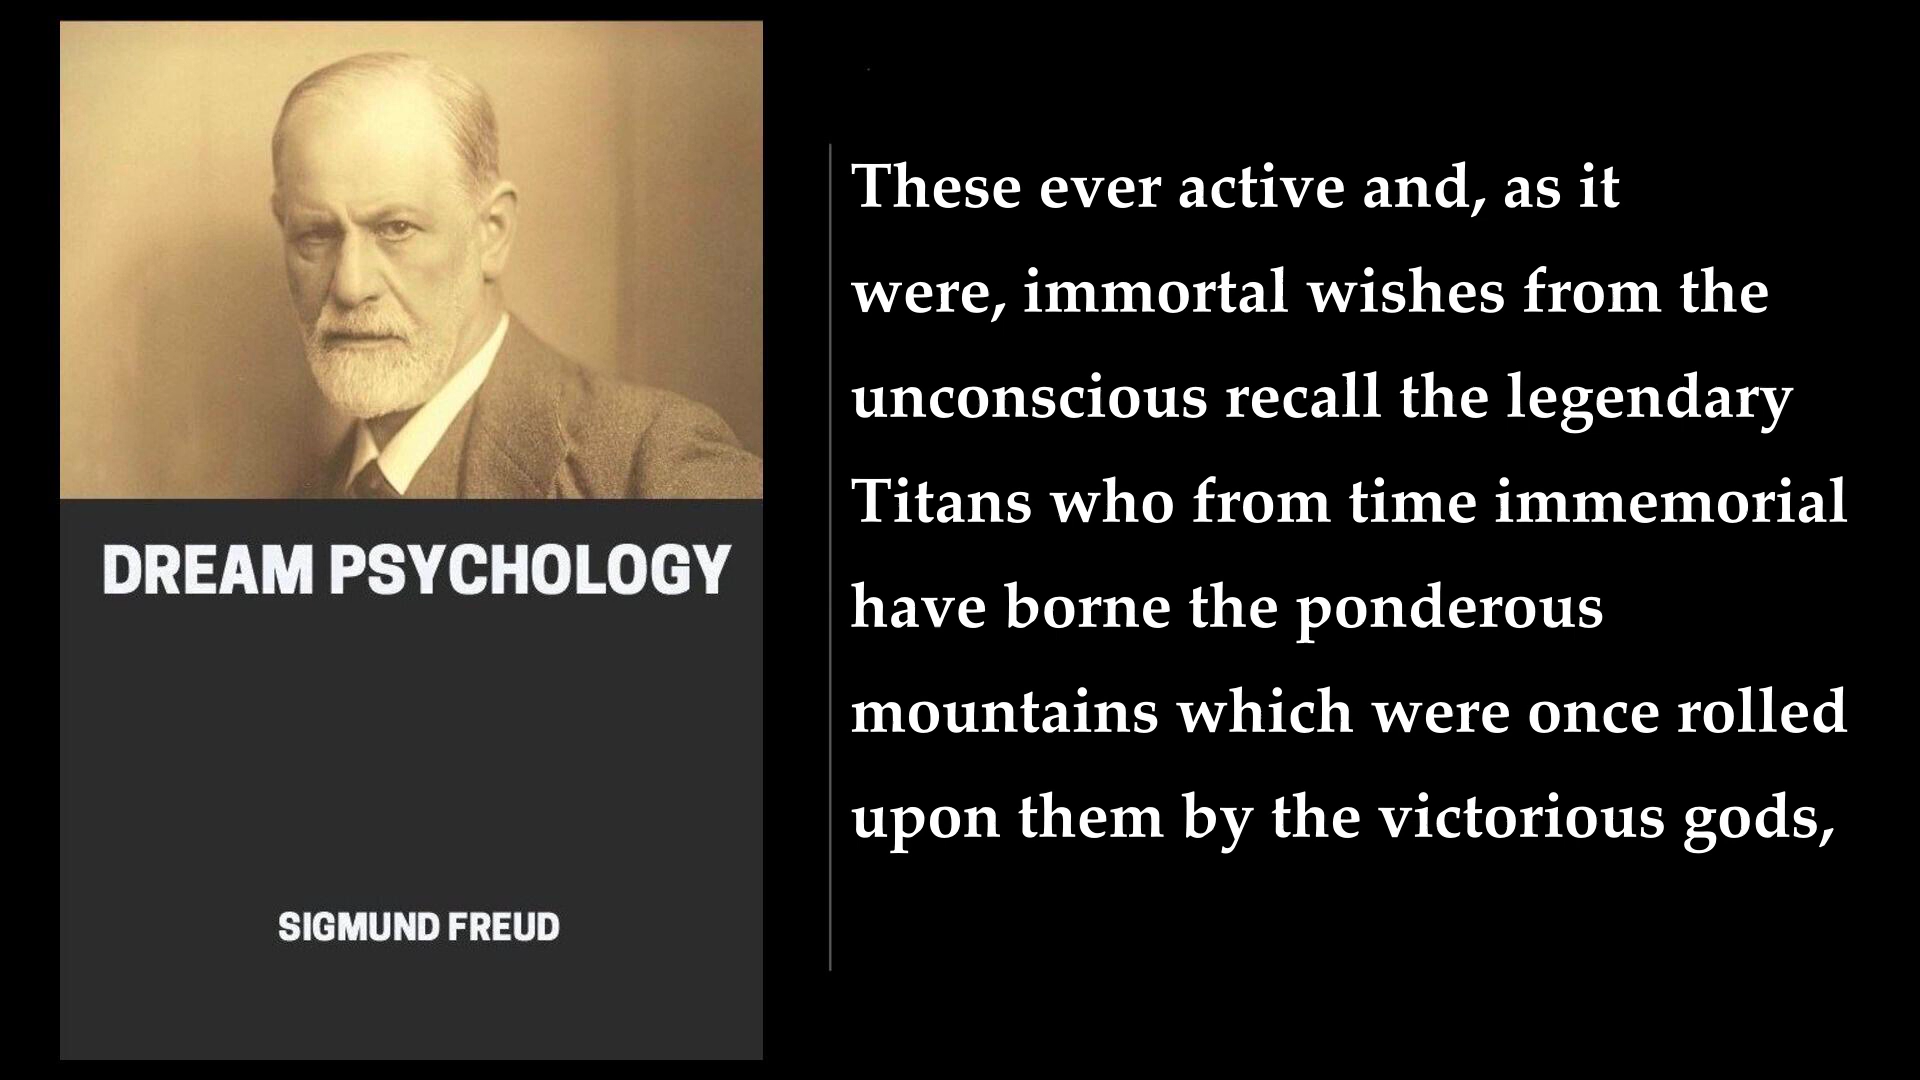 DREAM PSYCHOLOGY
SIGMUND FREUD
These ever active and, as it
were, immortal wishes from the
unconscious recall the legendary
Titans who from time immemorial
have borne the ponderous
mountains which were once rolled
upon them by the victorious gods,